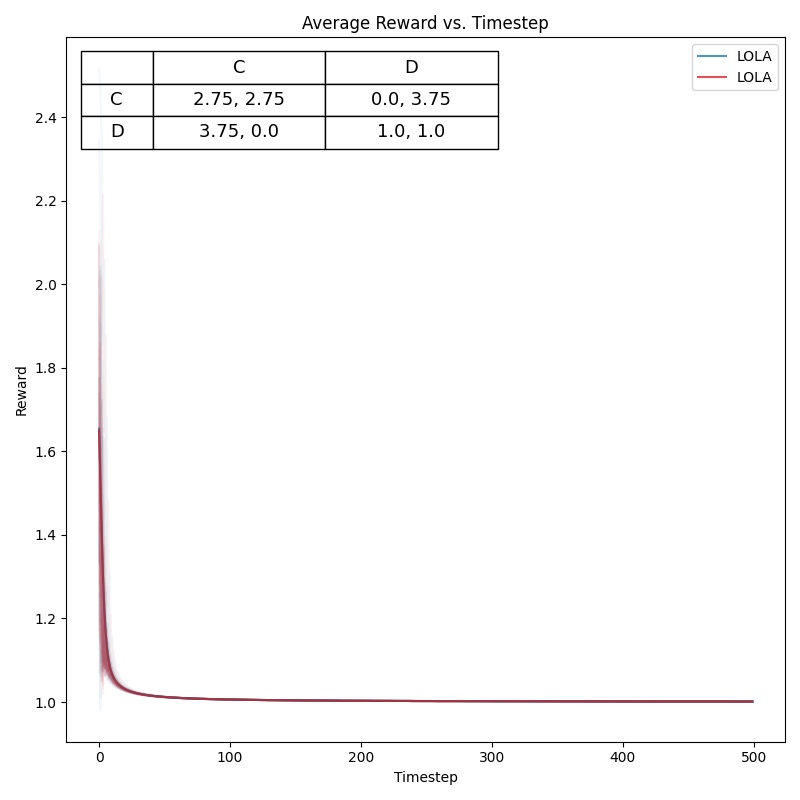 Average Reward vs. Timestep
C D
C 2.75, 2.75 0.0, 3.75
D 3.75, 0.0 1.0, 1.0
LOLA
LOLA
Reward
2.4
2.2
2.0
1.8
1.6
1.4
1.2
1.0
0 100 200 300 400 500
Timestep